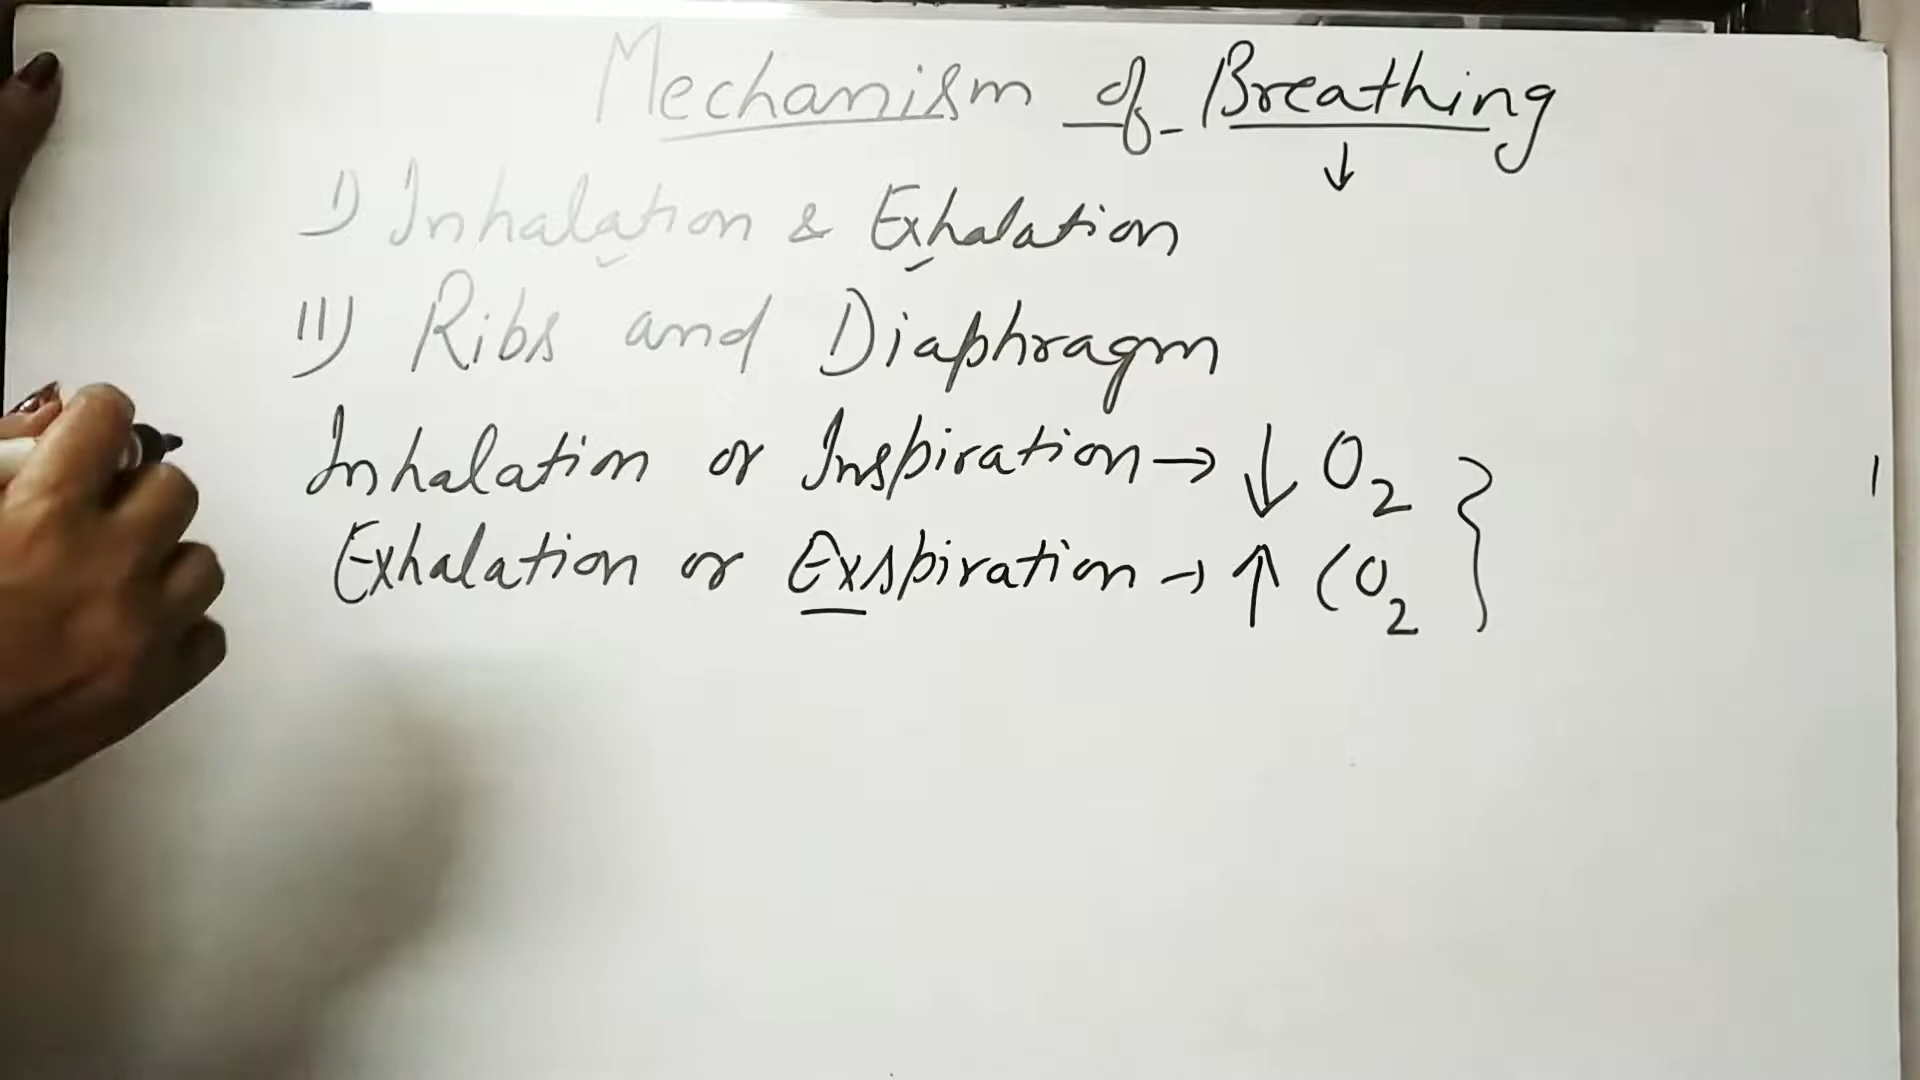 Mechanism of Breathing
↓
I) Inhalation & Exhalation
II) Ribs and Diaphragm
Inhalation or Inspiration → ↓ O2
Exhalation or Exspiration → ↑ CO2